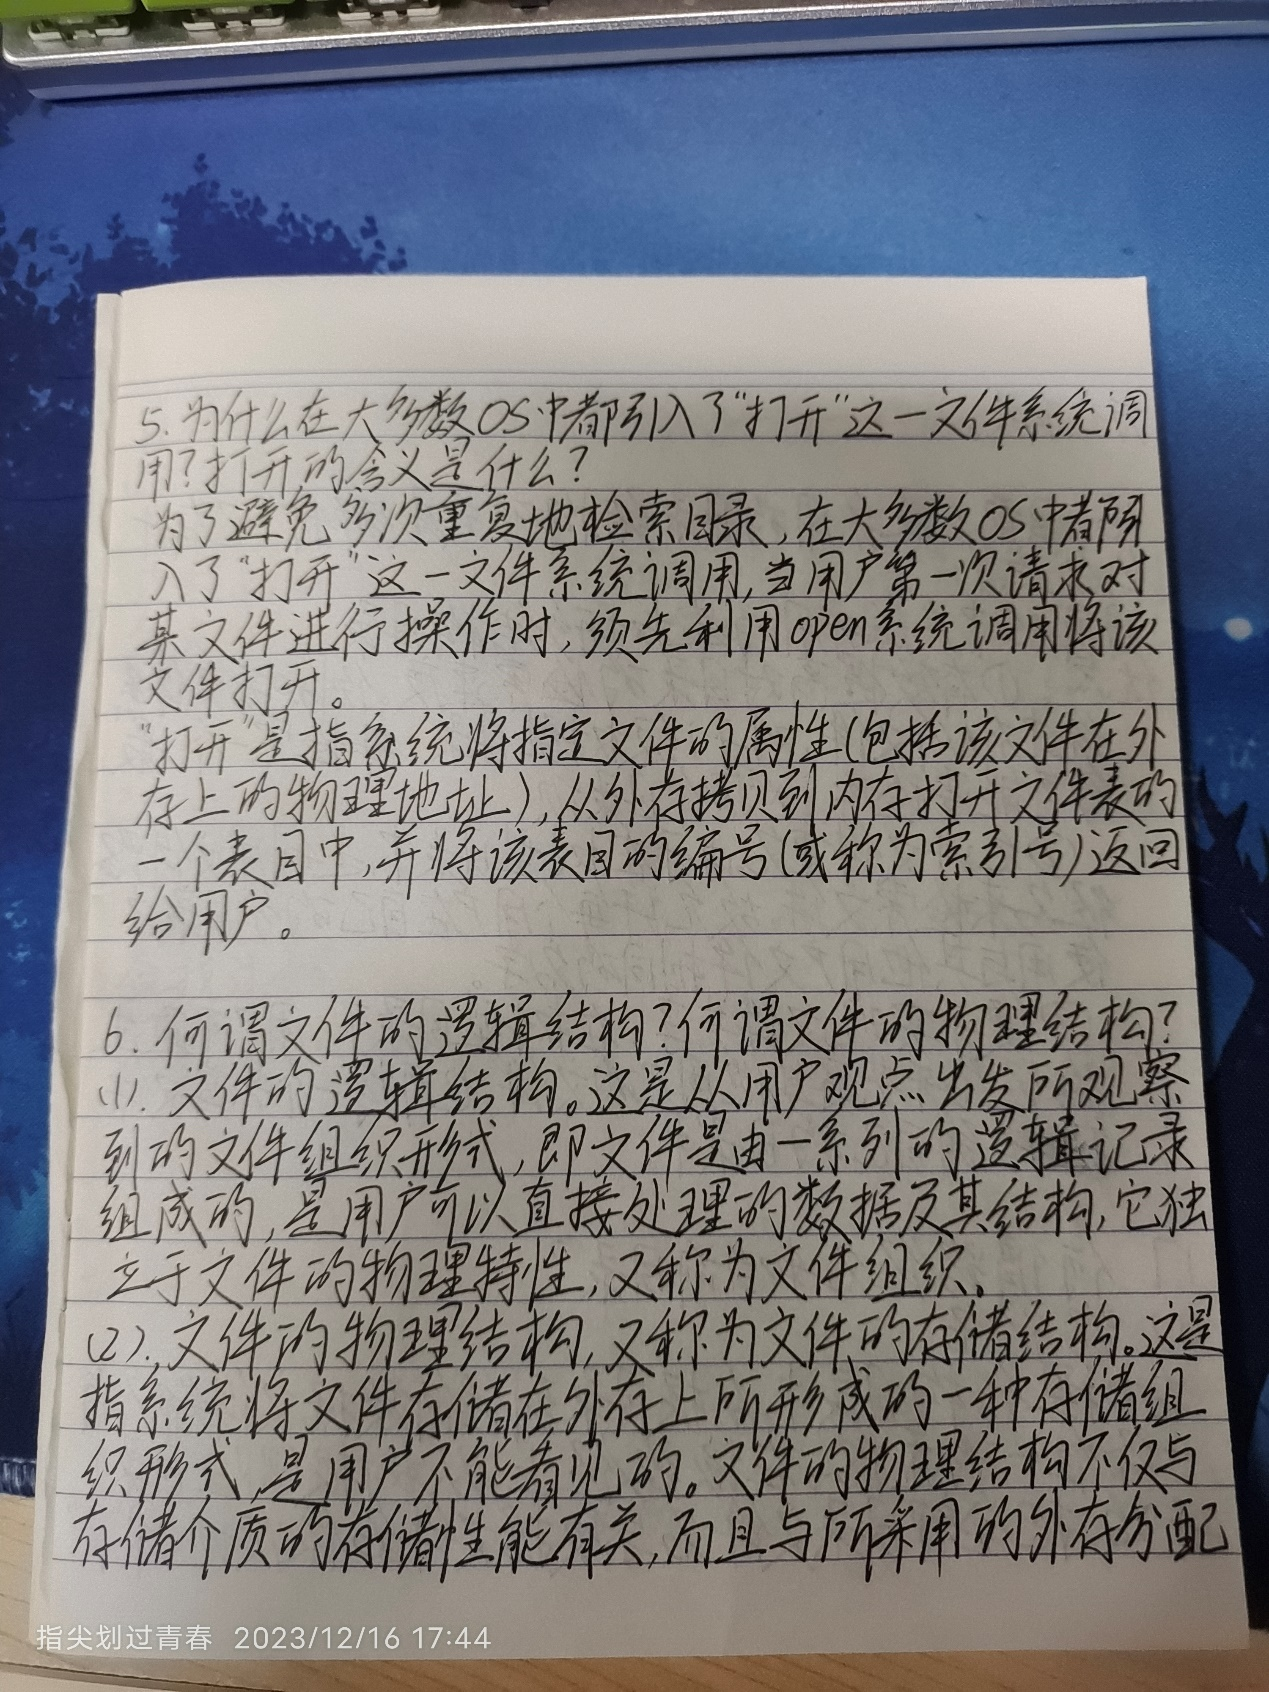 5. 为什么在大多数OS中都引入了“打开”这一文件系统调
用?打开的含义是什么?
为了避免多次重复地检索目录,在大多数OS中都引
入了“打开”这一文件系统调用,当用户第一次请求对
某文件进行操作时,须先利用open系统调用将该
文件打开。
“打开”是指系统将指定文件的属性(包括该文件在外
存上的物理地址),从外存拷贝到内存打开文件表的
一个表目中,并将该表目的编号(或称为索引号)返回
给用户。
6. 何谓文件的逻辑结构?何谓文件的物理结构?
(1). 文件的逻辑结构。这是从用户观点出发所观察
到的文件组织形式,即文件是由一系列的逻辑记录
组成的,是用户可以直接处理的数据及其结构,它独
立于文件的物理特性,又称为文件组织。
(2). 文件的物理结构,又称为文件的存储结构。这是
指系统将文件存储在外存上所形成的一种存储组
织形式,是用户不能看见的。文件的物理结构不仅与
存储介质的存储性能有关,而且与所采用的外存分配
指尖划过青春 2023/12/16 17:44